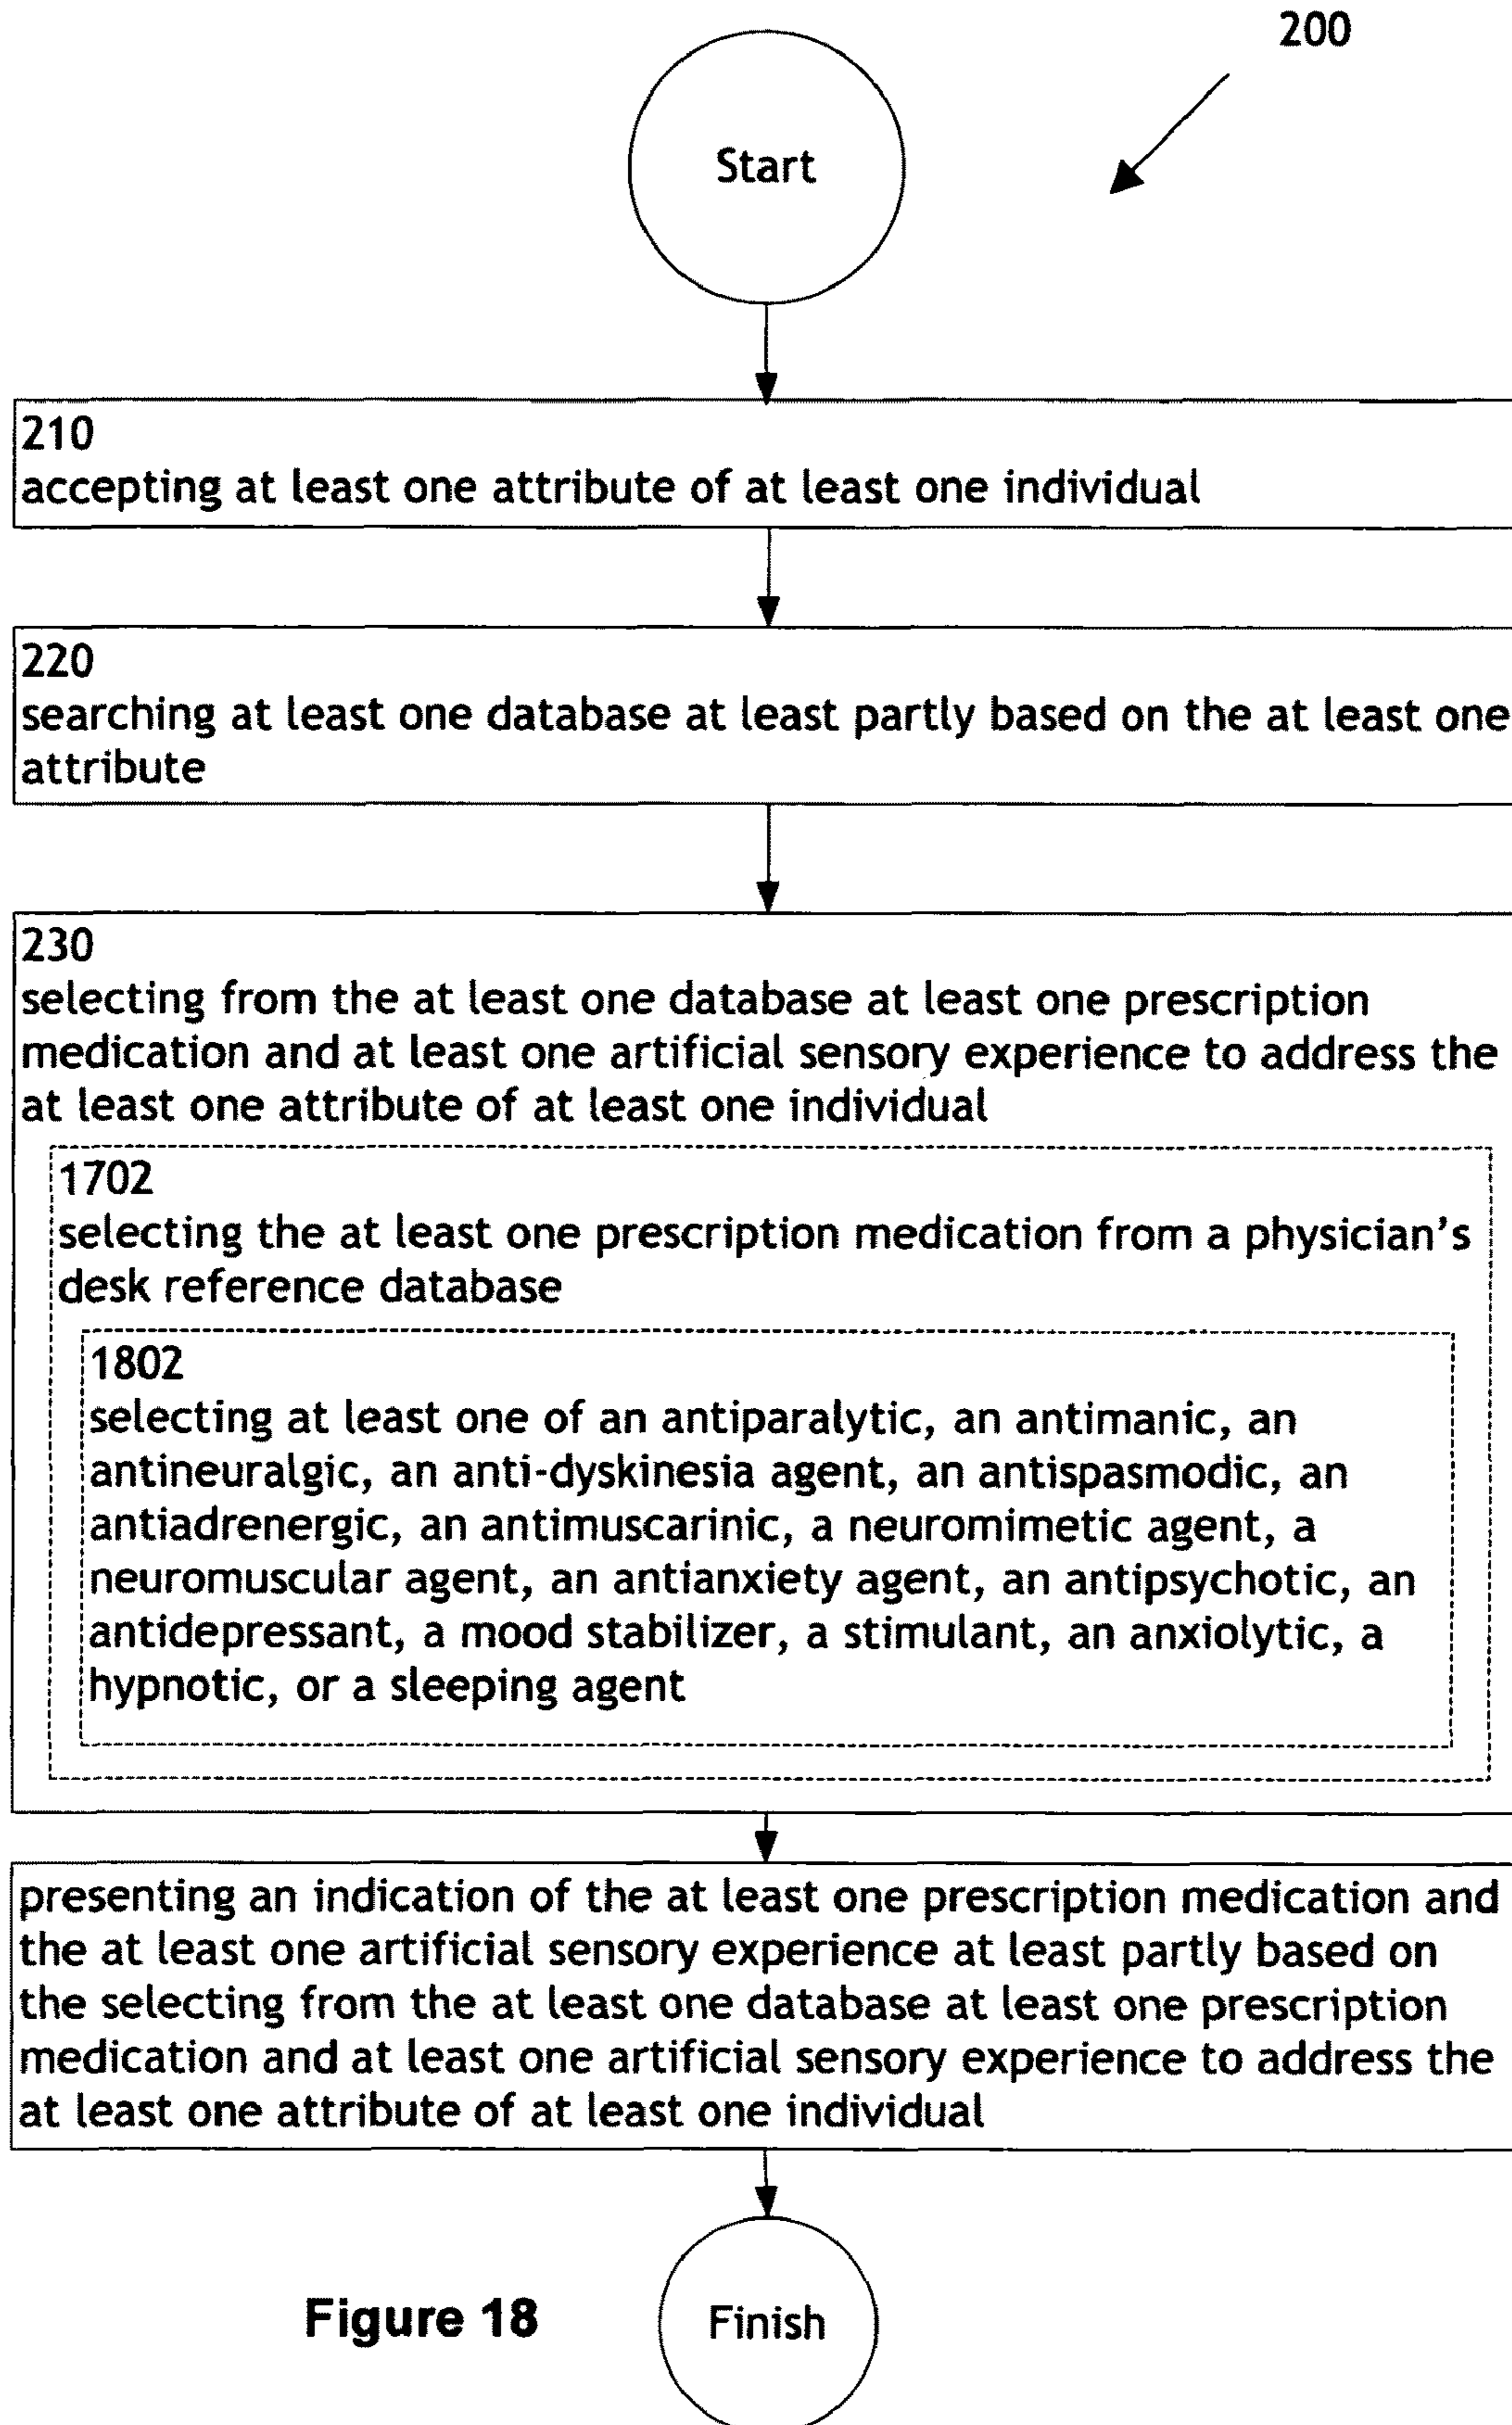 200
Start
210
accepting at least one attribute of at least one individual
220
searching at least one database at least partly based on the at least one
attribute
230
selecting from the at least one database at least one prescription
medication and at least one artificial sensory experience to address the
at least one attribute of at least one individual
1702
selecting the at least one prescription medication from a physician's
desk reference database
1802
selecting at least one of an antiparalytic, an antimanic, an
antineuralgic, an anti-dyskinesia agent, an antispasmodic, an
antiadrenergic, an antimuscarinic, a neuromimetic agent, a
neuromuscular agent, an antianxiety agent, an antipsychotic, an
antidepressant, a mood stabilizer, a stimulant, an anxiolytic, a
hypnotic, or a sleeping agent
presenting an indication of the at least one prescription medication and
the at least one artificial sensory experience at least partly based on
the selecting from the at least one database at least one prescription
medication and at least one artificial sensory experience to address the
at least one attribute of at least one individual
Figure 18
Finish